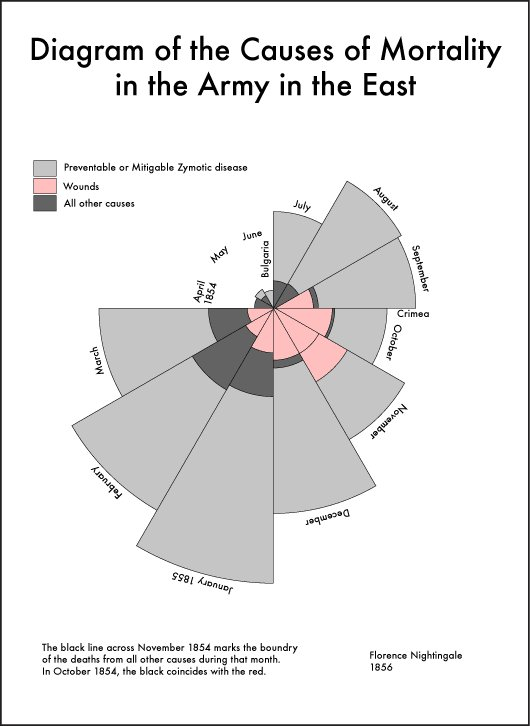 Diagram of the Causes of Mortality
in the Army in the East
Preventable or Mitigable Zymotic disease
Wounds
All other causes
April
1854
May
June
Bulgaria
July
August
September
Crimea
October
November
December
January 1855
February
March
The black line across November 1854 marks the boundry
of the deaths from all other causes during that month.
In October 1854, the black coincides with the red.
Florence Nightingale
1856